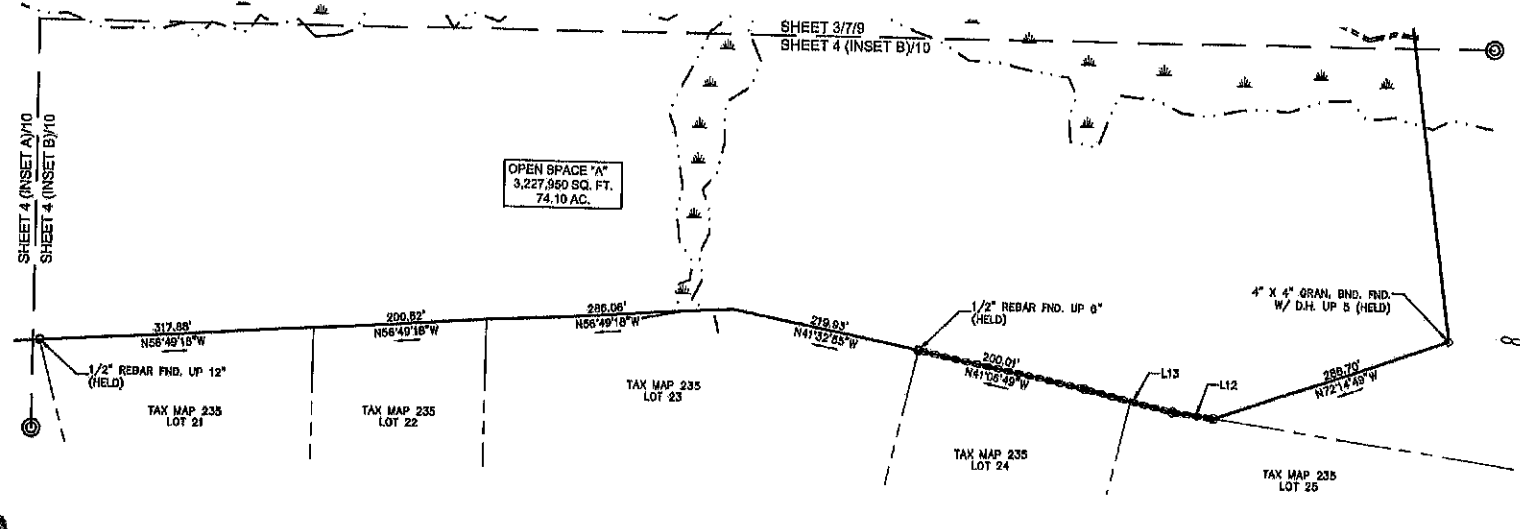 SHEET 3/7/9
SHEET 4 (INSET B)/10
SHEET 4 (INSET A)/10
SHEET 4 (INSET B)/10
OPEN SPACE "A"
3,227,950 SQ. FT.
74.10 AC.
317.88'
N56°49'18"W
200.82'
N56°49'18"W
286.06'
N56°49'18"W
219.93'
N41°32'55"W
1/2" REBAR FND. UP 6"
(HELD)
200.01'
N41°06'49"W
L13
L12
4" X 4" GRAN. BND. FND.
W/ D.H. UP 5 (HELD)
288.70'
N72°14'49"W
1/2" REBAR FND. UP 12"
(HELD)
TAX MAP 235
LOT 21
TAX MAP 235
LOT 22
TAX MAP 235
LOT 23
TAX MAP 235
LOT 24
TAX MAP 235
LOT 25